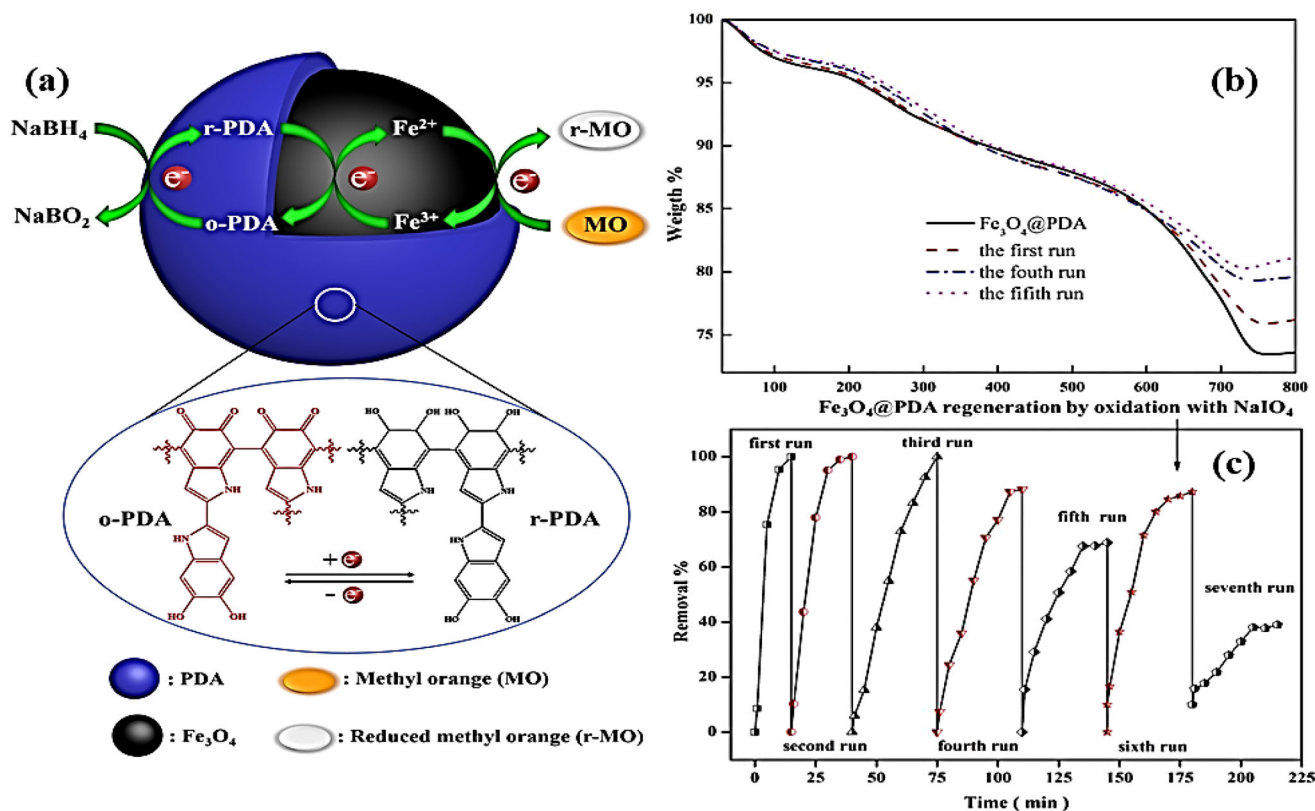 (a)
NaBH4
r-PDA
Fe2+
r-MO
e-
e-
e-
NaBO2
o-PDA
Fe3+
MO
O
O
O
O
HO
OH
HO
OH
NH
NH
NH
NH
o-PDA
r-PDA
HN
HN
+ e-
- e-
HO
OH
HO
OH
: PDA
: Methyl orange (MO)
: Fe3O4
: Reduced methyl orange (r-MO)
(b)
Weigth %
100
95
90
85
80
75
Fe3O4@PDA
the first run
the fourth run
the fifith run
100
200
300
400
500
600
700
800
Fe3O4@PDA regeneration by oxidation with NaIO4
(c)
Removal %
100
80
60
40
20
0
first run
third run
fifth run
seventh run
second run
fourth run
sixth run
0
25
50
75
100
125
150
175
200
225
Time ( min )